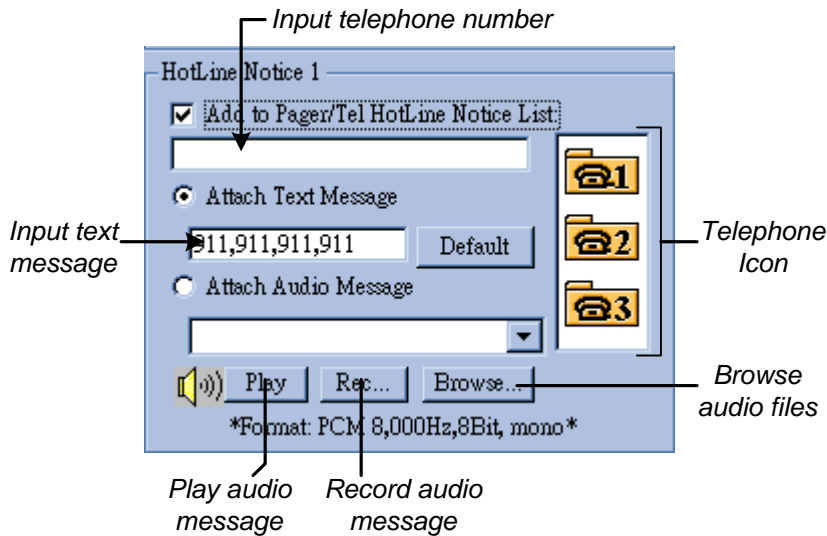 Input telephone number
HotLine Notice 1
Add to Pager/Tel HotLine Notice List:
1
Attach Text Message
Input text
message
911,911,911,911
Default
2
Telephone
Icon
Attach Audio Message
3
Play
Rec...
Browse...
Browse
audio files
*Format: PCM 8,000Hz,8Bit, mono*
Play audio
message
Record audio
message